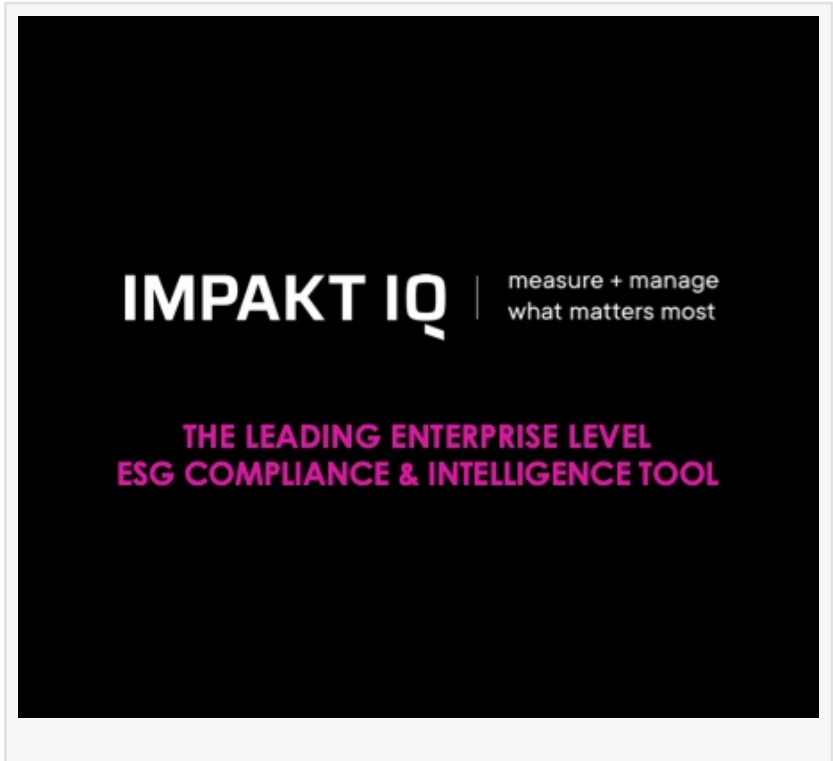 IMPAKT IQ
measure + manage
what matters most
THE LEADING ENTERPRISE LEVEL
ESG COMPLIANCE & INTELLIGENCE TOOL